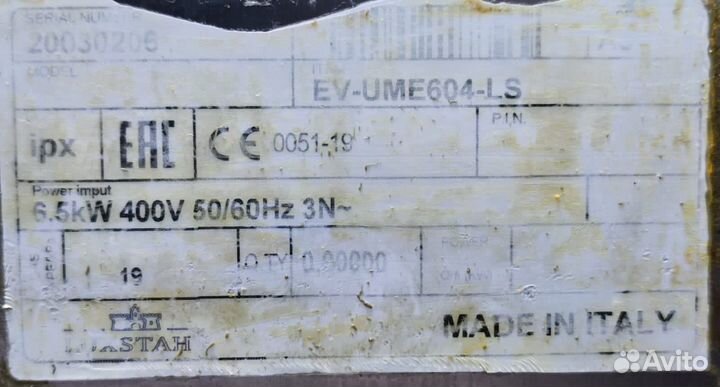 SERIAL NUMBER
20030206
MODEL
EV-UME604-LS
ipx EAC CE 0051-19
P.I.N.
Power imput
6.5kW 400V 50/60Hz 3N~
19
Q.TY 0.00000
POWER
MADE IN ITALY
Avito